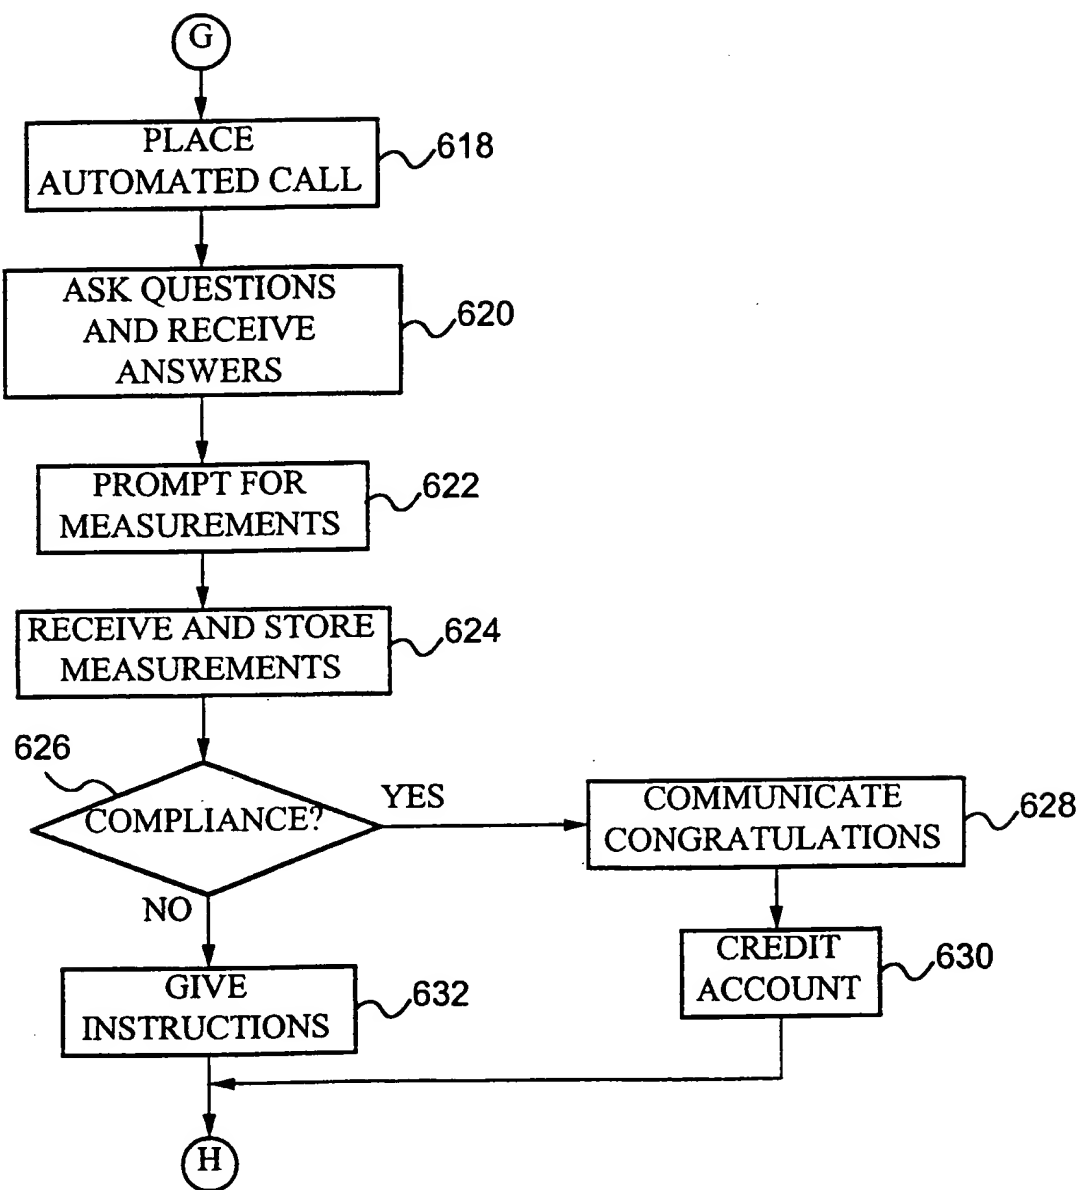 G
PLACE
AUTOMATED CALL
618
ASK QUESTIONS
AND RECEIVE
ANSWERS
620
PROMPT FOR
MEASUREMENTS
622
RECEIVE AND STORE
MEASUREMENTS
624
626
COMPLIANCE?
YES
NO
COMMUNICATE
CONGRATULATIONS
628
CREDIT
ACCOUNT
630
GIVE
INSTRUCTIONS
632
H